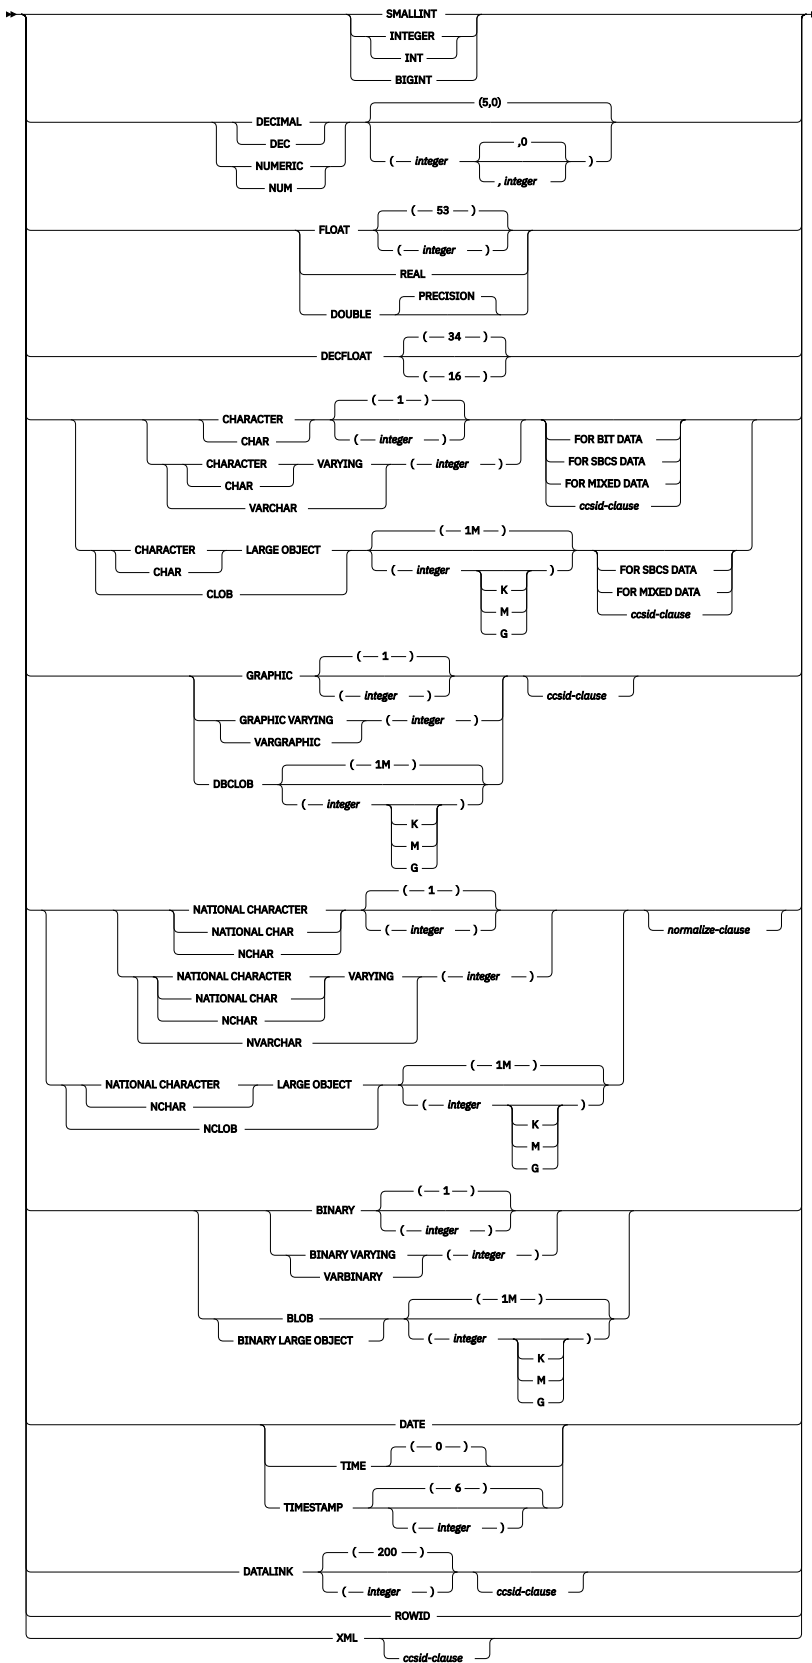 SMALLINT
INTEGER
INT
BIGINT
(5,0)
DECIMAL
DEC
,0
( integer )
NUMERIC
, integer
NUM
( 53 )
FLOAT
( integer )
REAL
PRECISION
DOUBLE
( 34 )
DECFLOAT
( 16 )
( 1 )
CHARACTER
CHAR
( integer )
FOR BIT DATA
CHARACTER VARYING ( integer )
FOR SBCS DATA
CHAR
FOR MIXED DATA
VARCHAR
ccsid-clause
( 1M )
CHARACTER LARGE OBJECT
CHAR
( integer )
FOR SBCS DATA
CLOB
K
FOR MIXED DATA
M
ccsid-clause
G
( 1 )
GRAPHIC
( integer )
ccsid-clause
GRAPHIC VARYING ( integer )
VARGRAPHIC
( 1M )
DBCLOB
( integer )
K
M
G
( 1 )
NATIONAL CHARACTER
NATIONAL CHAR
( integer )
normalize-clause
NCHAR
NATIONAL CHARACTER VARYING ( integer )
NATIONAL CHAR
NCHAR
NVARCHAR
( 1M )
NATIONAL CHARACTER LARGE OBJECT
NCHAR
( integer )
NCLOB
K
M
G
( 1 )
BINARY
( integer )
BINARY VARYING ( integer )
VARBINARY
( 1M )
BLOB
BINARY LARGE OBJECT
( integer )
K
M
G
DATE
( 0 )
TIME
( 6 )
TIMESTAMP
( integer )
( 200 )
DATALINK
( integer )
ccsid-clause
ROWID
XML
ccsid-clause